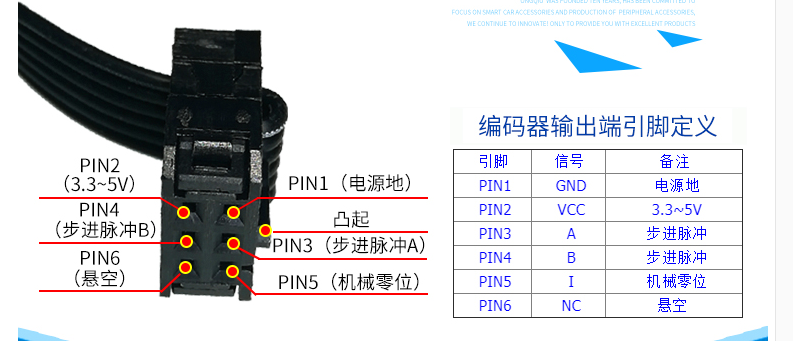 FOCUS ON SMART CAR ACCESSORIES AND PRODUCTION OF PERIPHERAL ACCESSORIES,
WE CONTINUE TO INNOVATE! ONLY TO PROVIDE YOU WITH EXCELLENT PRODUCTS
PIN2
(3.3~5V)
PIN4
(步进脉冲B)
PIN6
(悬空)
PIN1（电源地）
凸起
PIN3（步进脉冲A）
PIN5（机械零位）
编码器输出端引脚定义
引脚 信号 备注
PIN1 GND 电源地
PIN2 VCC 3.3~5V
PIN3 A 步进脉冲
PIN4 B 步进脉冲
PIN5 I 机械零位
PIN6 NC 悬空